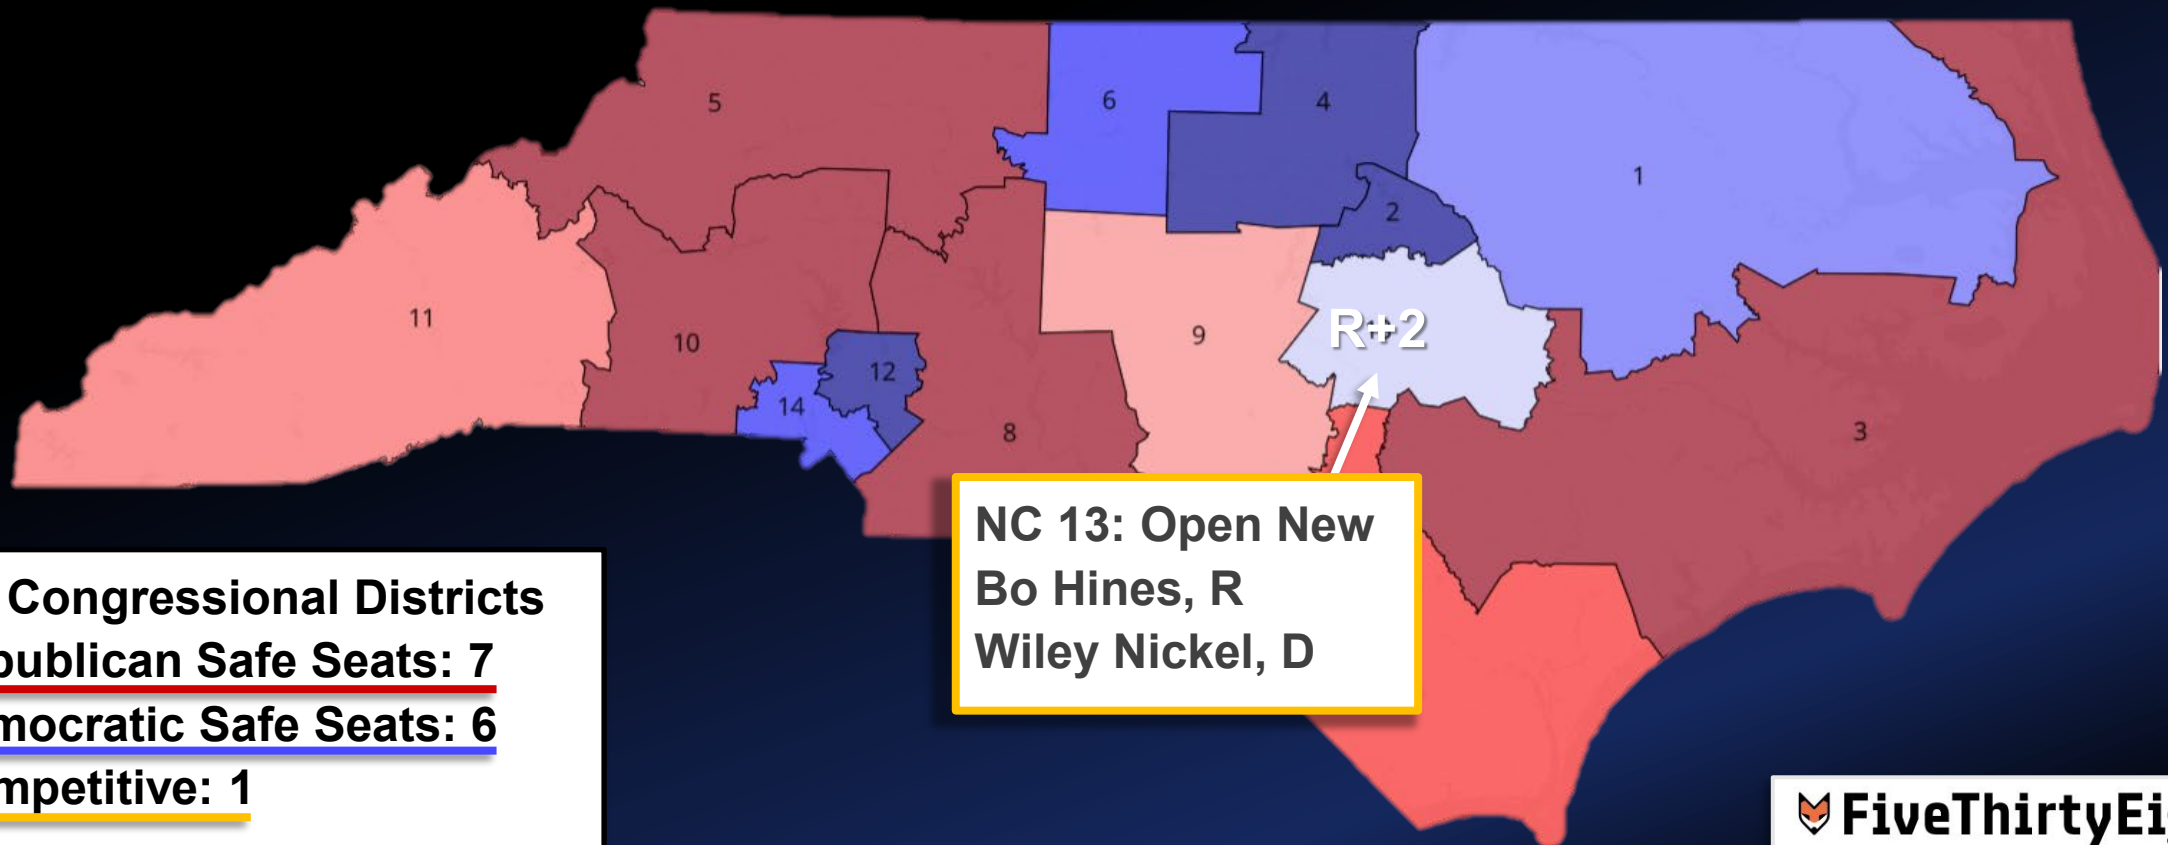 5
6
4
1
2
11
10
9
R+2
12
14
8
3
NC 13: Open New
Bo Hines, R
Wiley Nickel, D
Congressional Districts
publican Safe Seats: 7
mocratic Safe Seats: 6
mpetitive: 1
FiveThirtyEi